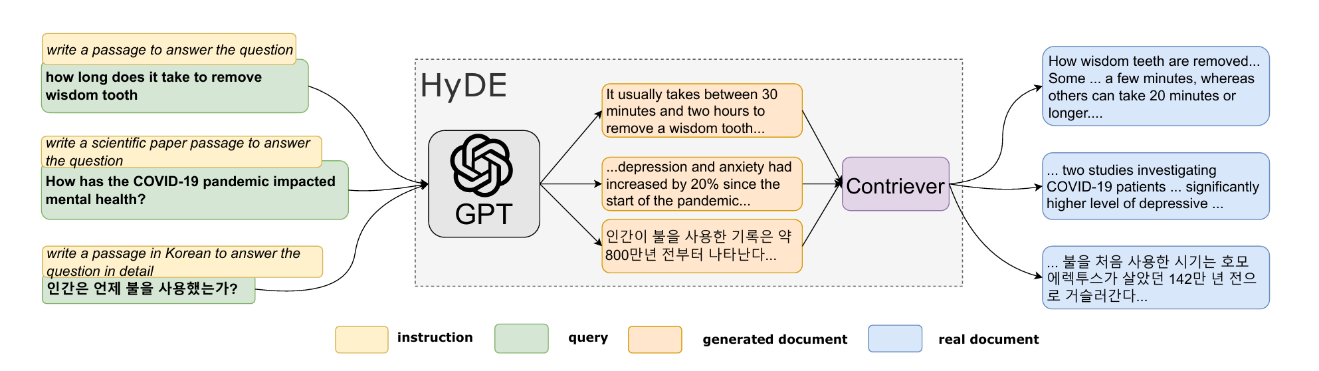 write a passage to answer the question
how long does it take to remove
wisdom tooth
write a scientific paper passage to answer
the question
How has the COVID-19 pandemic impacted
mental health?
write a passage in Korean to answer the
question in detail
인간은 언제 불을 사용했는가?
HyDE
GPT
It usually takes between 30
minutes and two hours to
remove a wisdom tooth...
...depression and anxiety had
increased by 20% since the
start of the pandemic...
인간이 불을 사용한 기록은 약
800만년 전부터 나타난다...
Contriever
How wisdom teeth are removed...
Some ... a few minutes, whereas
others can take 20 minutes or
longer....
... two studies investigating
COVID-19 patients ... significantly
higher level of depressive ...
... 불을 처음 사용한 시기는 호모
에렉투스가 살았던 142만 년 전으
로 거슬러간다...
instruction
query
generated document
real document